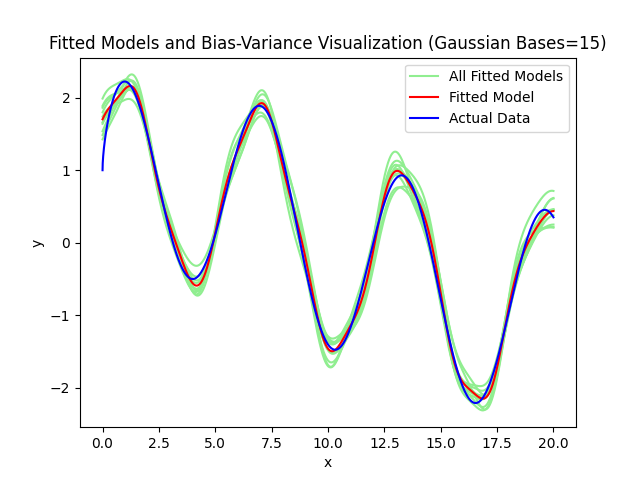 Fitted Models and Bias-Variance Visualization (Gaussian Bases=15)
All Fitted Models
Fitted Model
Actual Data
y
2
1
0
−1
−2
0.0 2.5 5.0 7.5 10.0 12.5 15.0 17.5 20.0
x